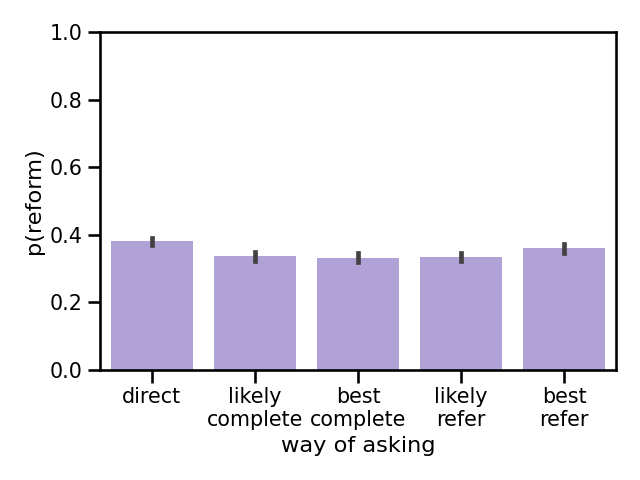 1.0
0.8
0.6
0.4
0.2
0.0
p(reform)
direct
likely complete
best complete
likely refer
best refer
way of asking